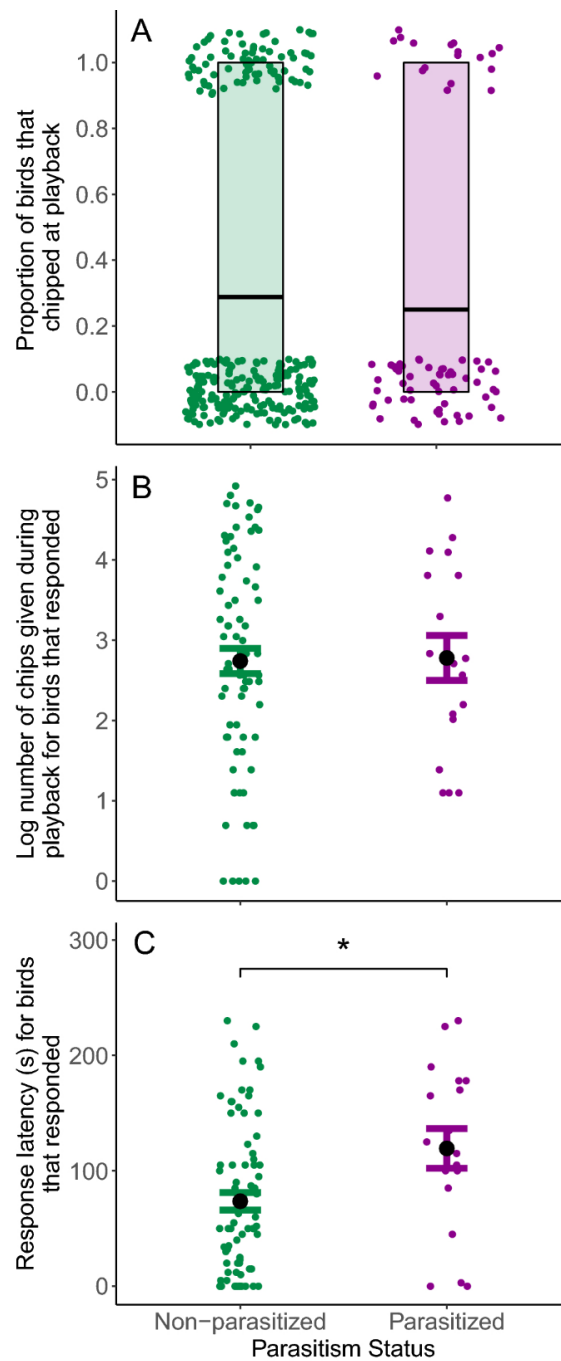 A
Proportion of birds that
chipped at playback
1.0
0.8
0.6
0.4
0.2
0.0
B
Log number of chips given during
playback for birds that responded
5
4
3
2
1
0
C
*
Response latency (s) for birds
that responded
300
200
100
0
Non−parasitized
Parasitized
Parasitism Status